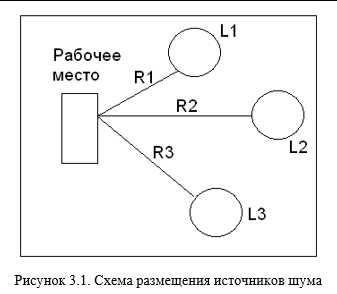 L1
Рабочее
место
R1
R2
L2
R3
L3
Рисунок 3.1. Схема размещения источников шума